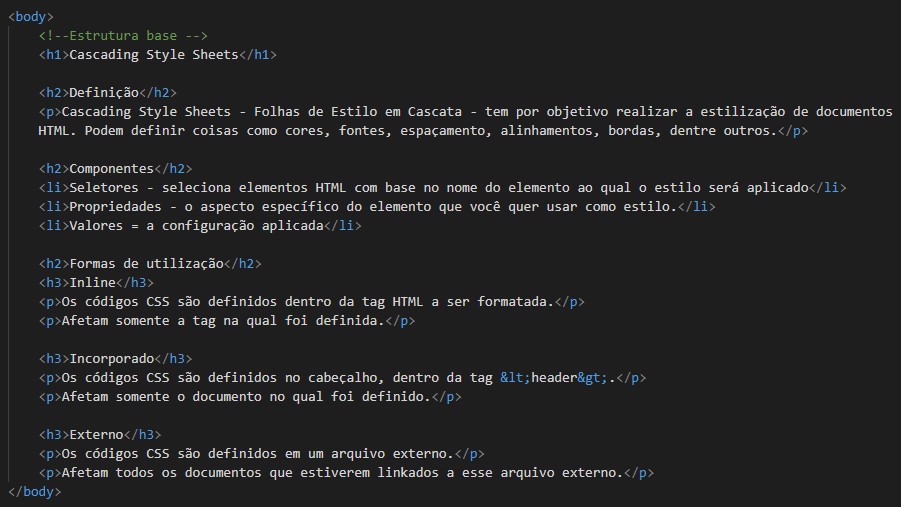 <body>
<!--Estrutura base -->
<h1>Cascading Style Sheets</h1>
<h2>Definição</h2>
<p>Cascading Style Sheets - Folhas de Estilo em Cascata - tem por objetivo realizar a estilização de documentos
HTML. Podem definir coisas como cores, fontes, espaçamento, alinhamentos, bordas, dentre outros.</p>
<h2>Componentes</h2>
<li>Seletores - seleciona elementos HTML com base no nome do elemento ao qual o estilo será aplicado</li>
<li>Propriedades - o aspecto específico do elemento que você quer usar como estilo.</li>
<li>Valores = a configuração aplicada</li>
<h2>Formas de utilização</h2>
<h3>Inline</h3>
<p>Os códigos CSS são definidos dentro da tag HTML a ser formatada.</p>
<p>Afetam somente a tag na qual foi definida.</p>
<h3>Incorporado</h3>
<p>Os códigos CSS são definidos no cabeçalho, dentro da tag &lt;header&gt;.</p>
<p>Afetam somente o documento no qual foi definido.</p>
<h3>Externo</h3>
<p>Os códigos CSS são definidos em um arquivo externo.</p>
<p>Afetam todos os documentos que estiverem linkados a esse arquivo externo.</p>
</body>